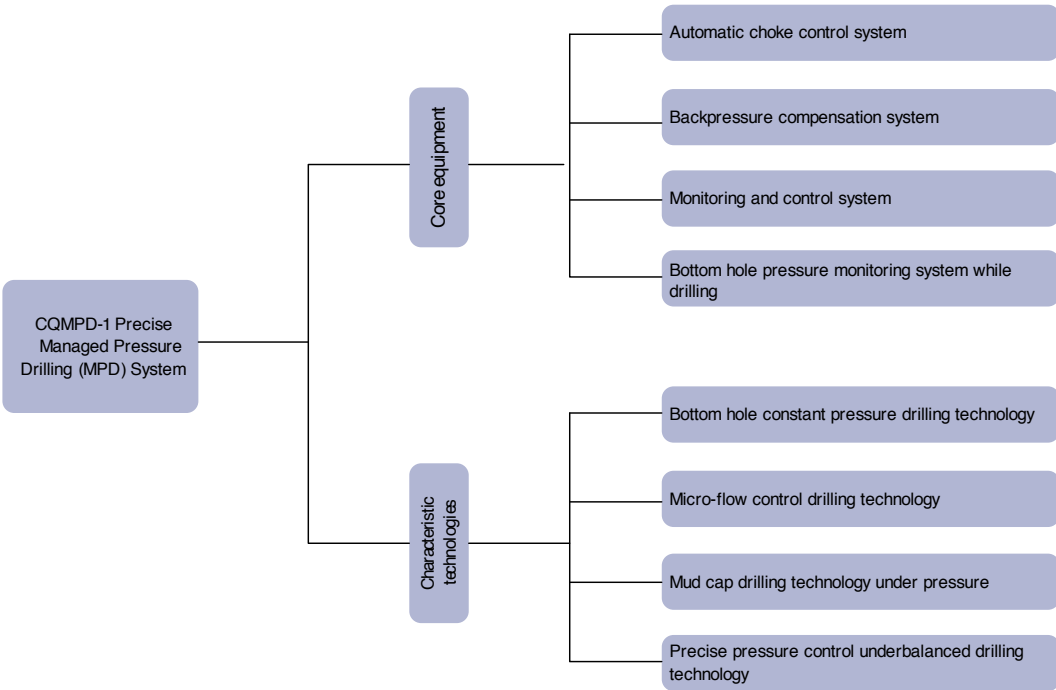 CQMPD-1 Precise
Managed Pressure
Drilling (MPD) System
Core equipment
Automatic choke control system
Backpressure compensation system
Monitoring and control system
Bottom hole pressure monitoring system while
drilling
Characteristic
technologies
Bottom hole constant pressure drilling technology
Micro-flow control drilling technology
Mud cap drilling technology under pressure
Precise pressure control underbalanced drilling
technology